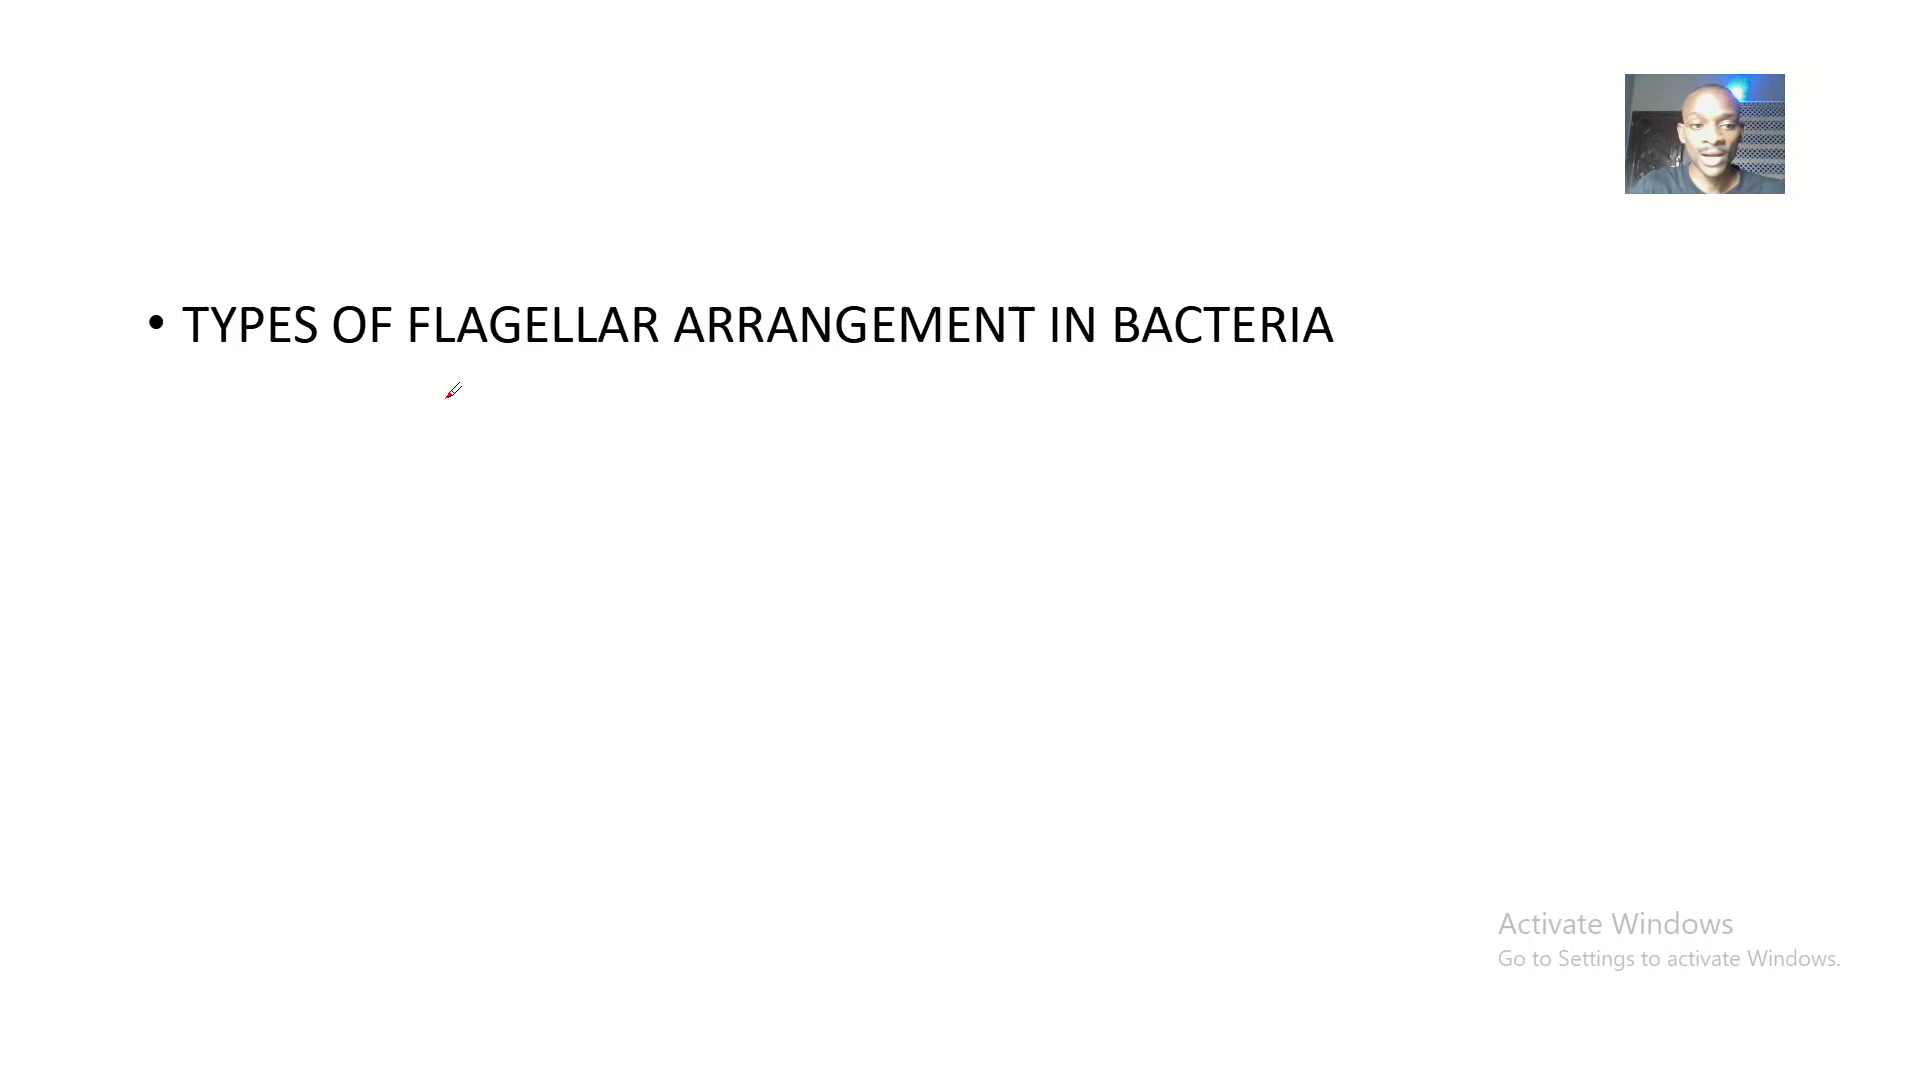 • TYPES OF FLAGELLAR ARRANGEMENT IN BACTERIA
Activate Windows
Go to Settings to activate Windows.